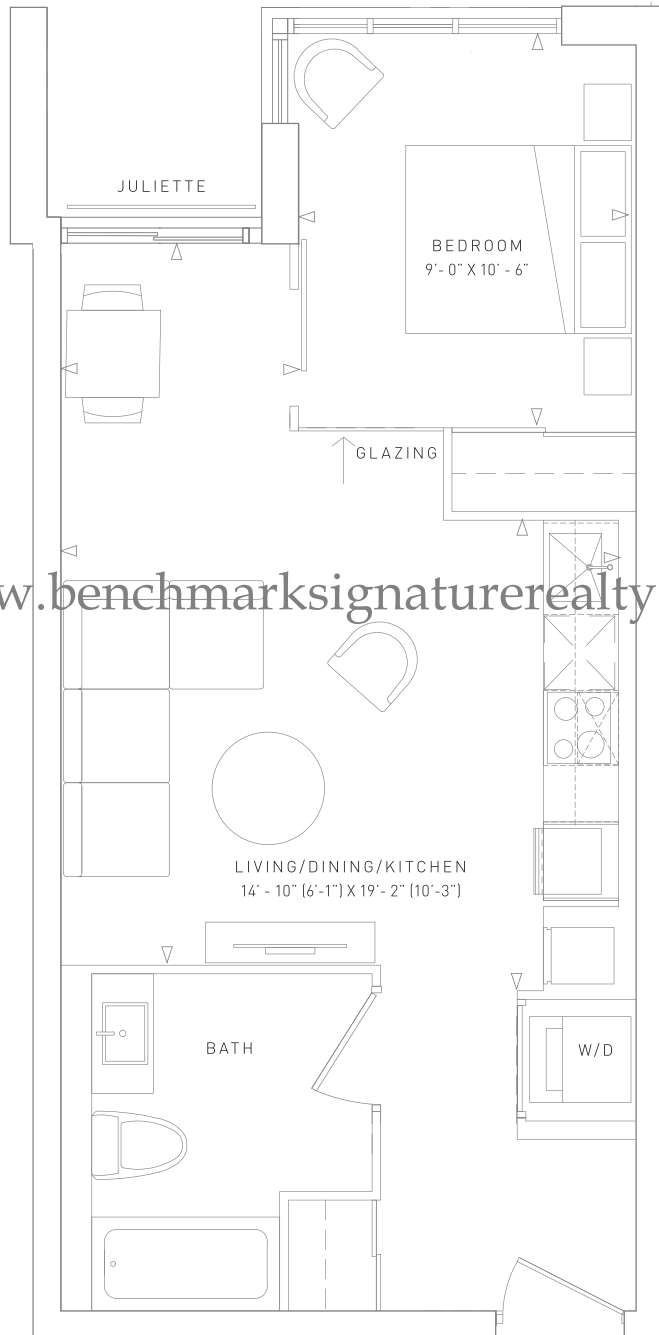 JULIETTE
BEDROOM
9'- 0" X 10' - 6"
GLAZING
w.benchmarksignaturerealty
LIVING/DINING/KITCHEN
14' - 10" (6'-1") X 19'- 2" (10'-3")
BATH
W/D